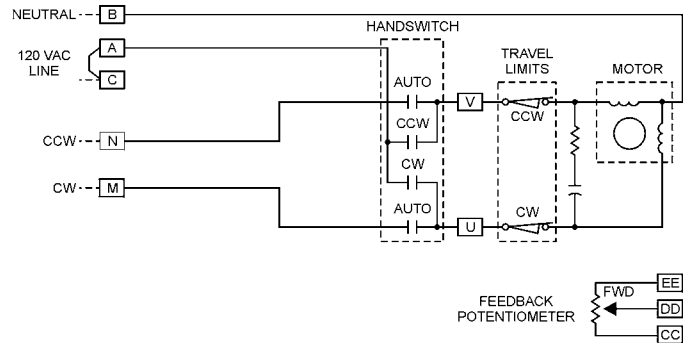 NEUTRAL B
HANDSWITCH
A
120 VAC
LINE
C
TRAVEL
LIMITS
MOTOR
AUTO
V
CCW
CCW
CCW N
CW
CW M
AUTO
CW
U
FEEDBACK
POTENTIOMETER
FWD
EE
DD
CC